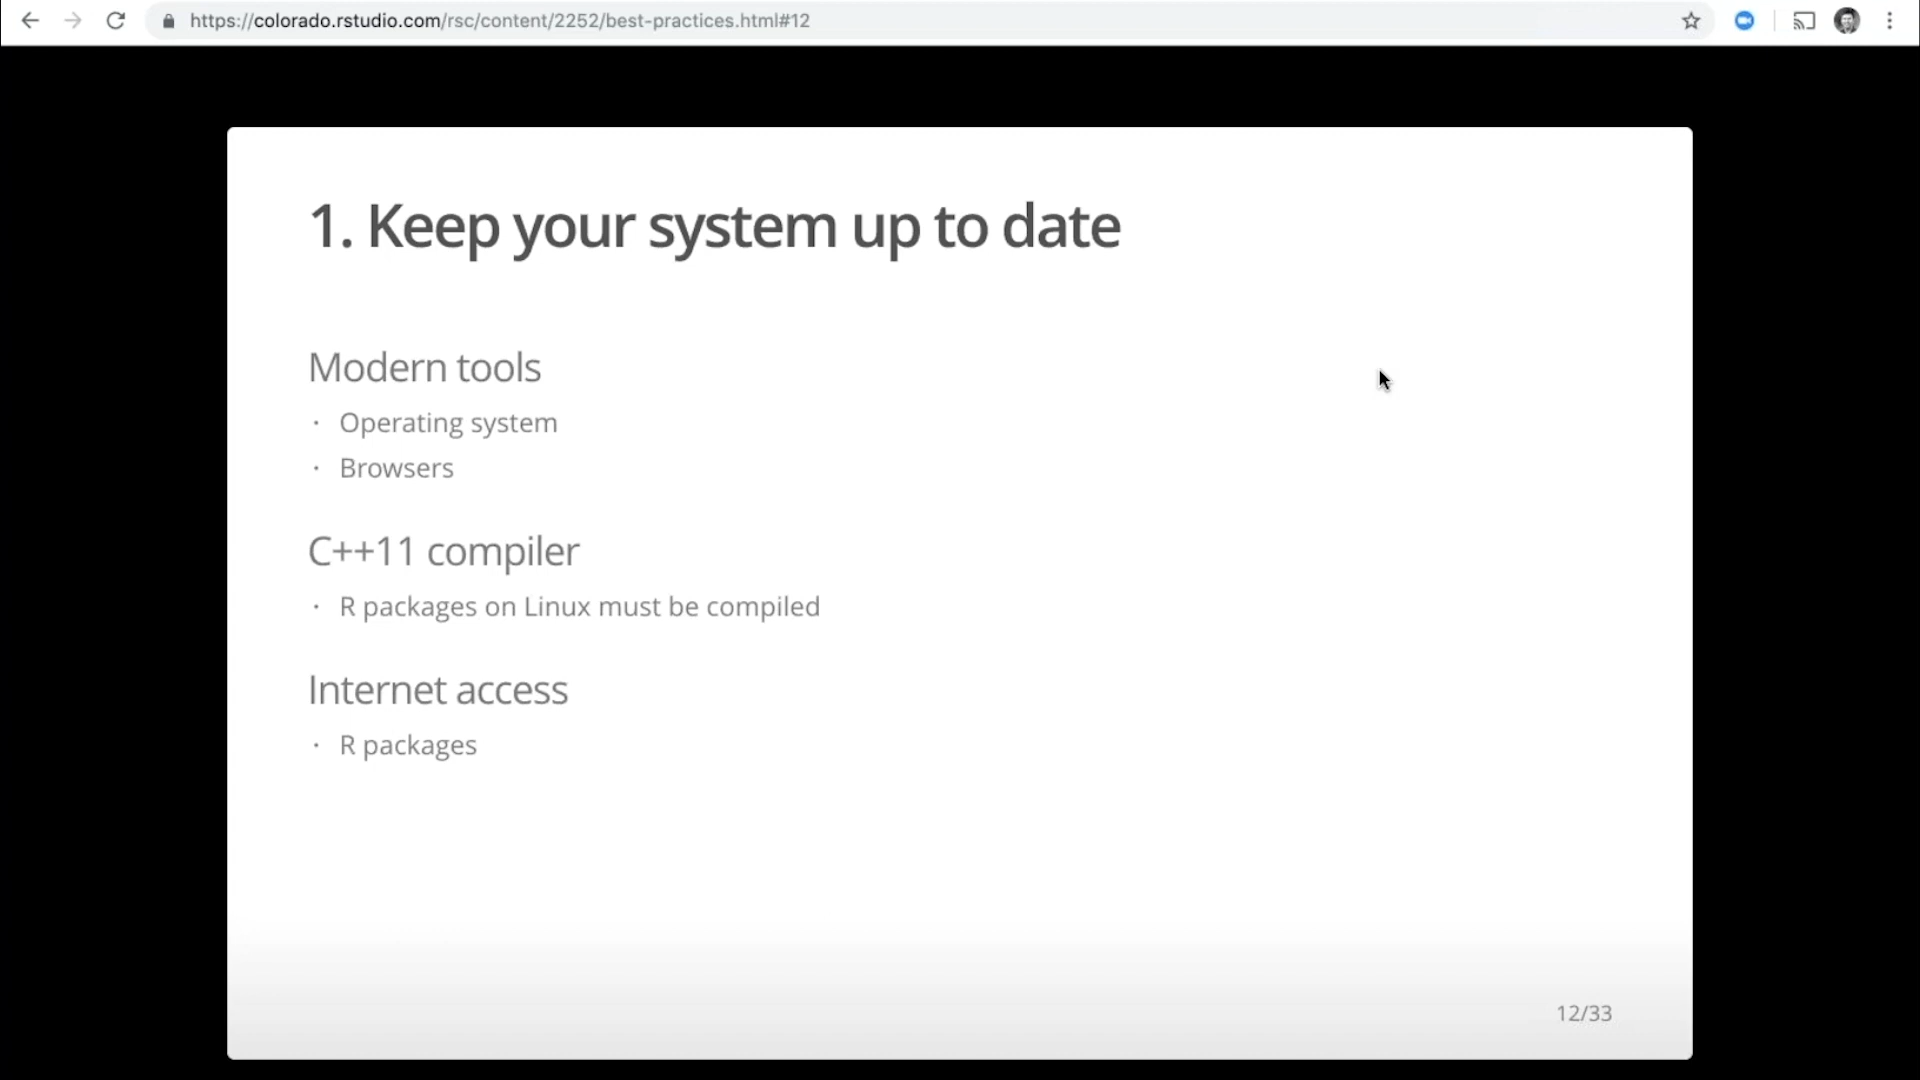 https://colorado.rstudio.com/rsc/content/2252/best-practices.html#12
1. Keep your system up to date
Modern tools
· Operating system
· Browsers
C++11 compiler
· R packages on Linux must be compiled
Internet access
· R packages
12/33